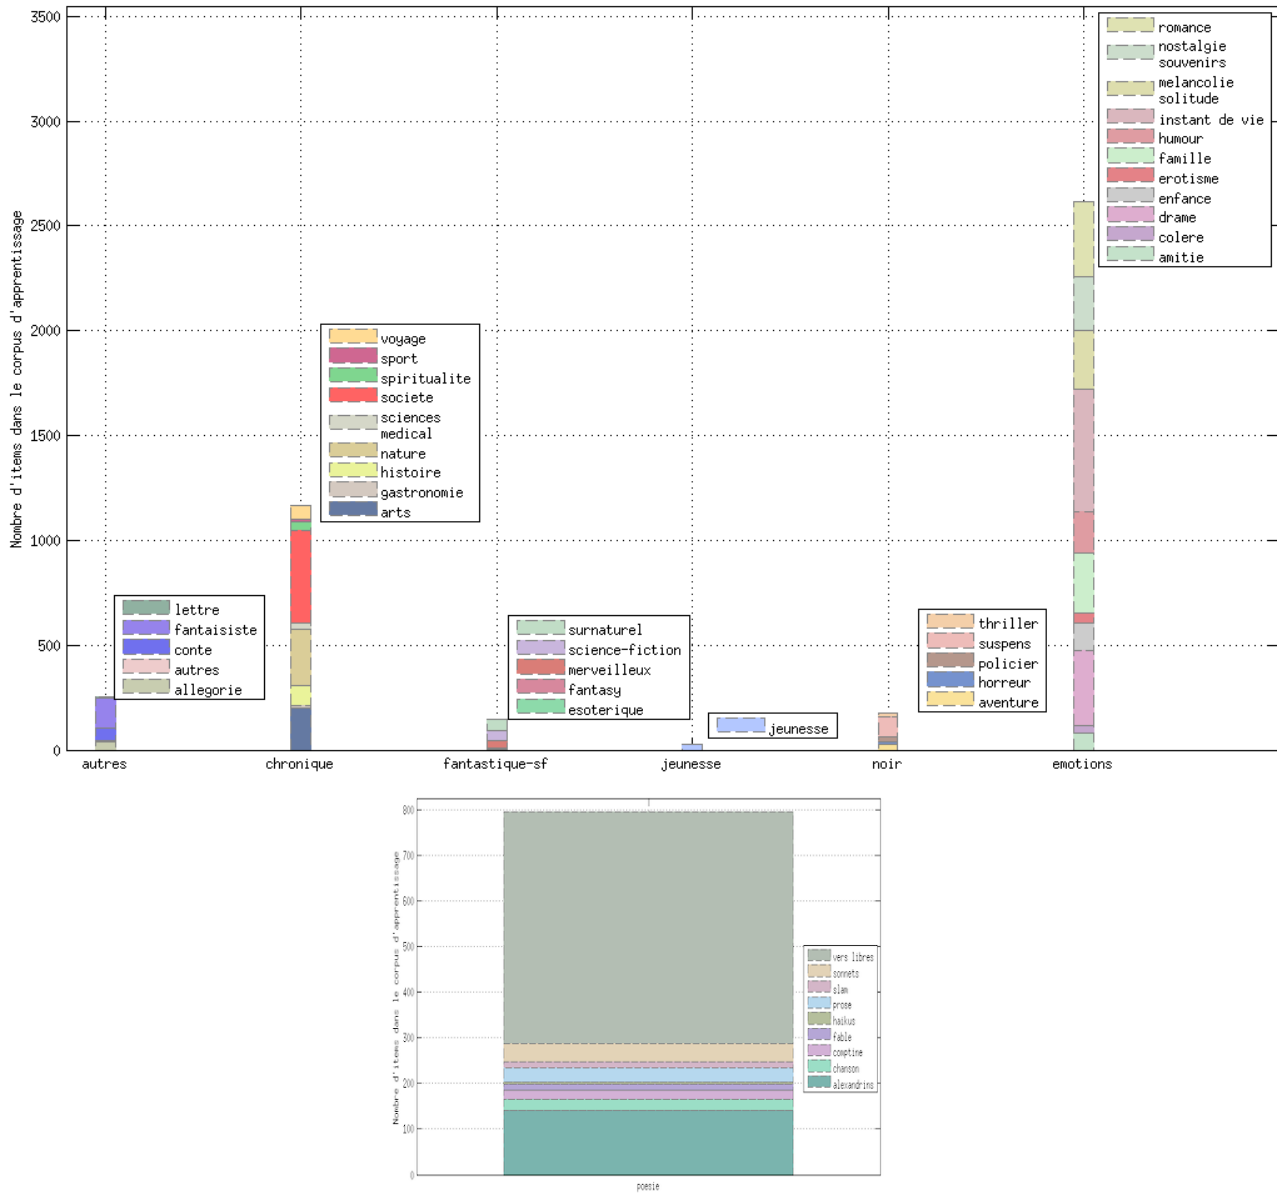 3500
3000
2500
2000
1500
1000
500
0
Nombre d'items dans le corpus d'apprentissage
romance
nostalgie
souvenirs
melancolie
solitude
instant de vie
humour
famille
erotisme
enfance
drame
colere
amitie
voyage
sport
spiritualite
societe
sciences
medical
nature
histoire
gastronomie
arts
lettre
fantaisiste
conte
autres
allegorie
surnaturel
science-fiction
merveilleux
fantasy
esoterique
jeunesse
thriller
suspens
policier
horreur
aventure
autres
chronique
fantastique-sf
jeunesse
noir
emotions
800
700
600
500
400
300
200
100
0
Nombre d'items dans le corpus d'apprentissage
vers libres
sonnets
slam
prose
haikus
fable
comptine
chanson
alexandrins
poesie